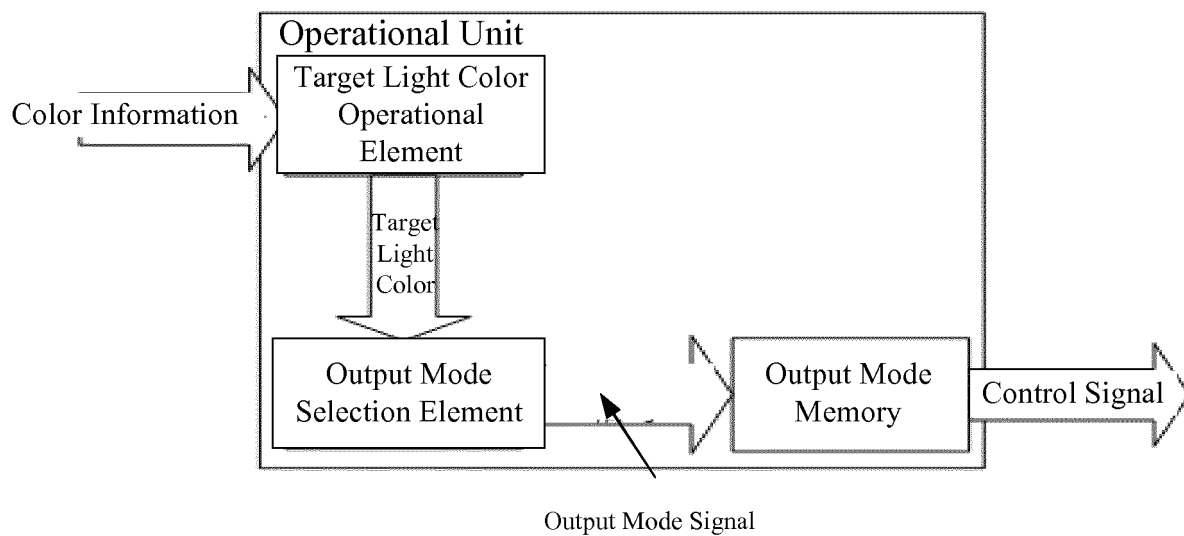 Operational Unit
Target Light Color
Operational
Element
Color Information
Target
Light
Color
Output Mode
Selection Element
Output Mode
Memory
Control Signal
Output Mode Signal